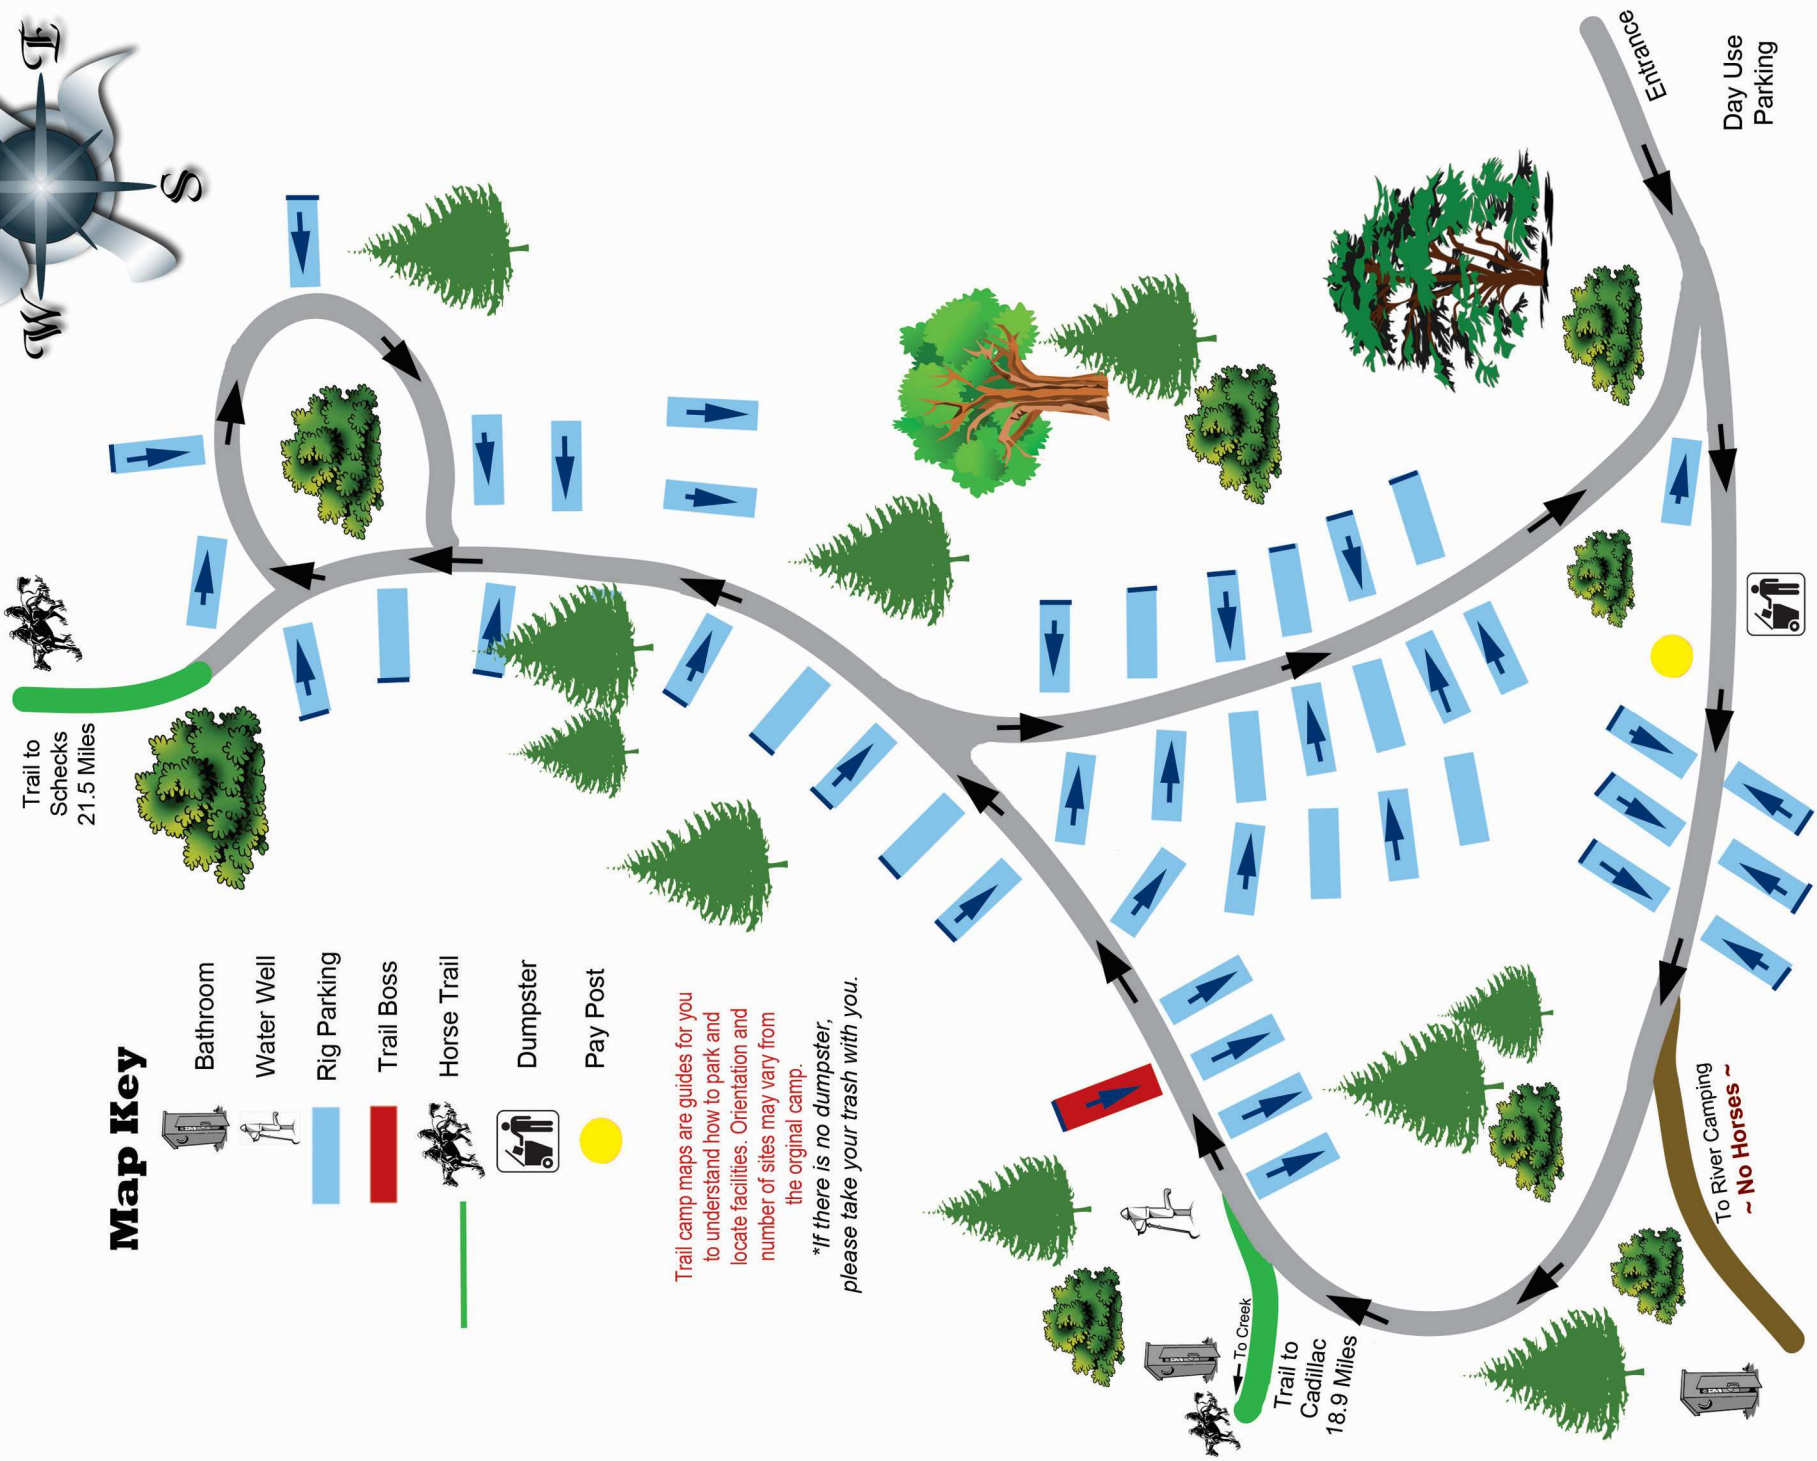 E
S
W
Entrance
Day Use
Parking
Trail to
Schecks
21.5 Miles
Map Key
Bathroom
Water Well
Rig Parking
Trail Boss
Horse Trail
Dumpster
Pay Post
Trail camp maps are guides for you
to understand how to park and
locate facilities. Orientation and
number of sites may vary from
the orginal camp.
*If there is no dumpster,
please take your trash with you.
To Creek
Trail to
Cadillac
18.9 Miles
To River Camping
~ No Horses ~